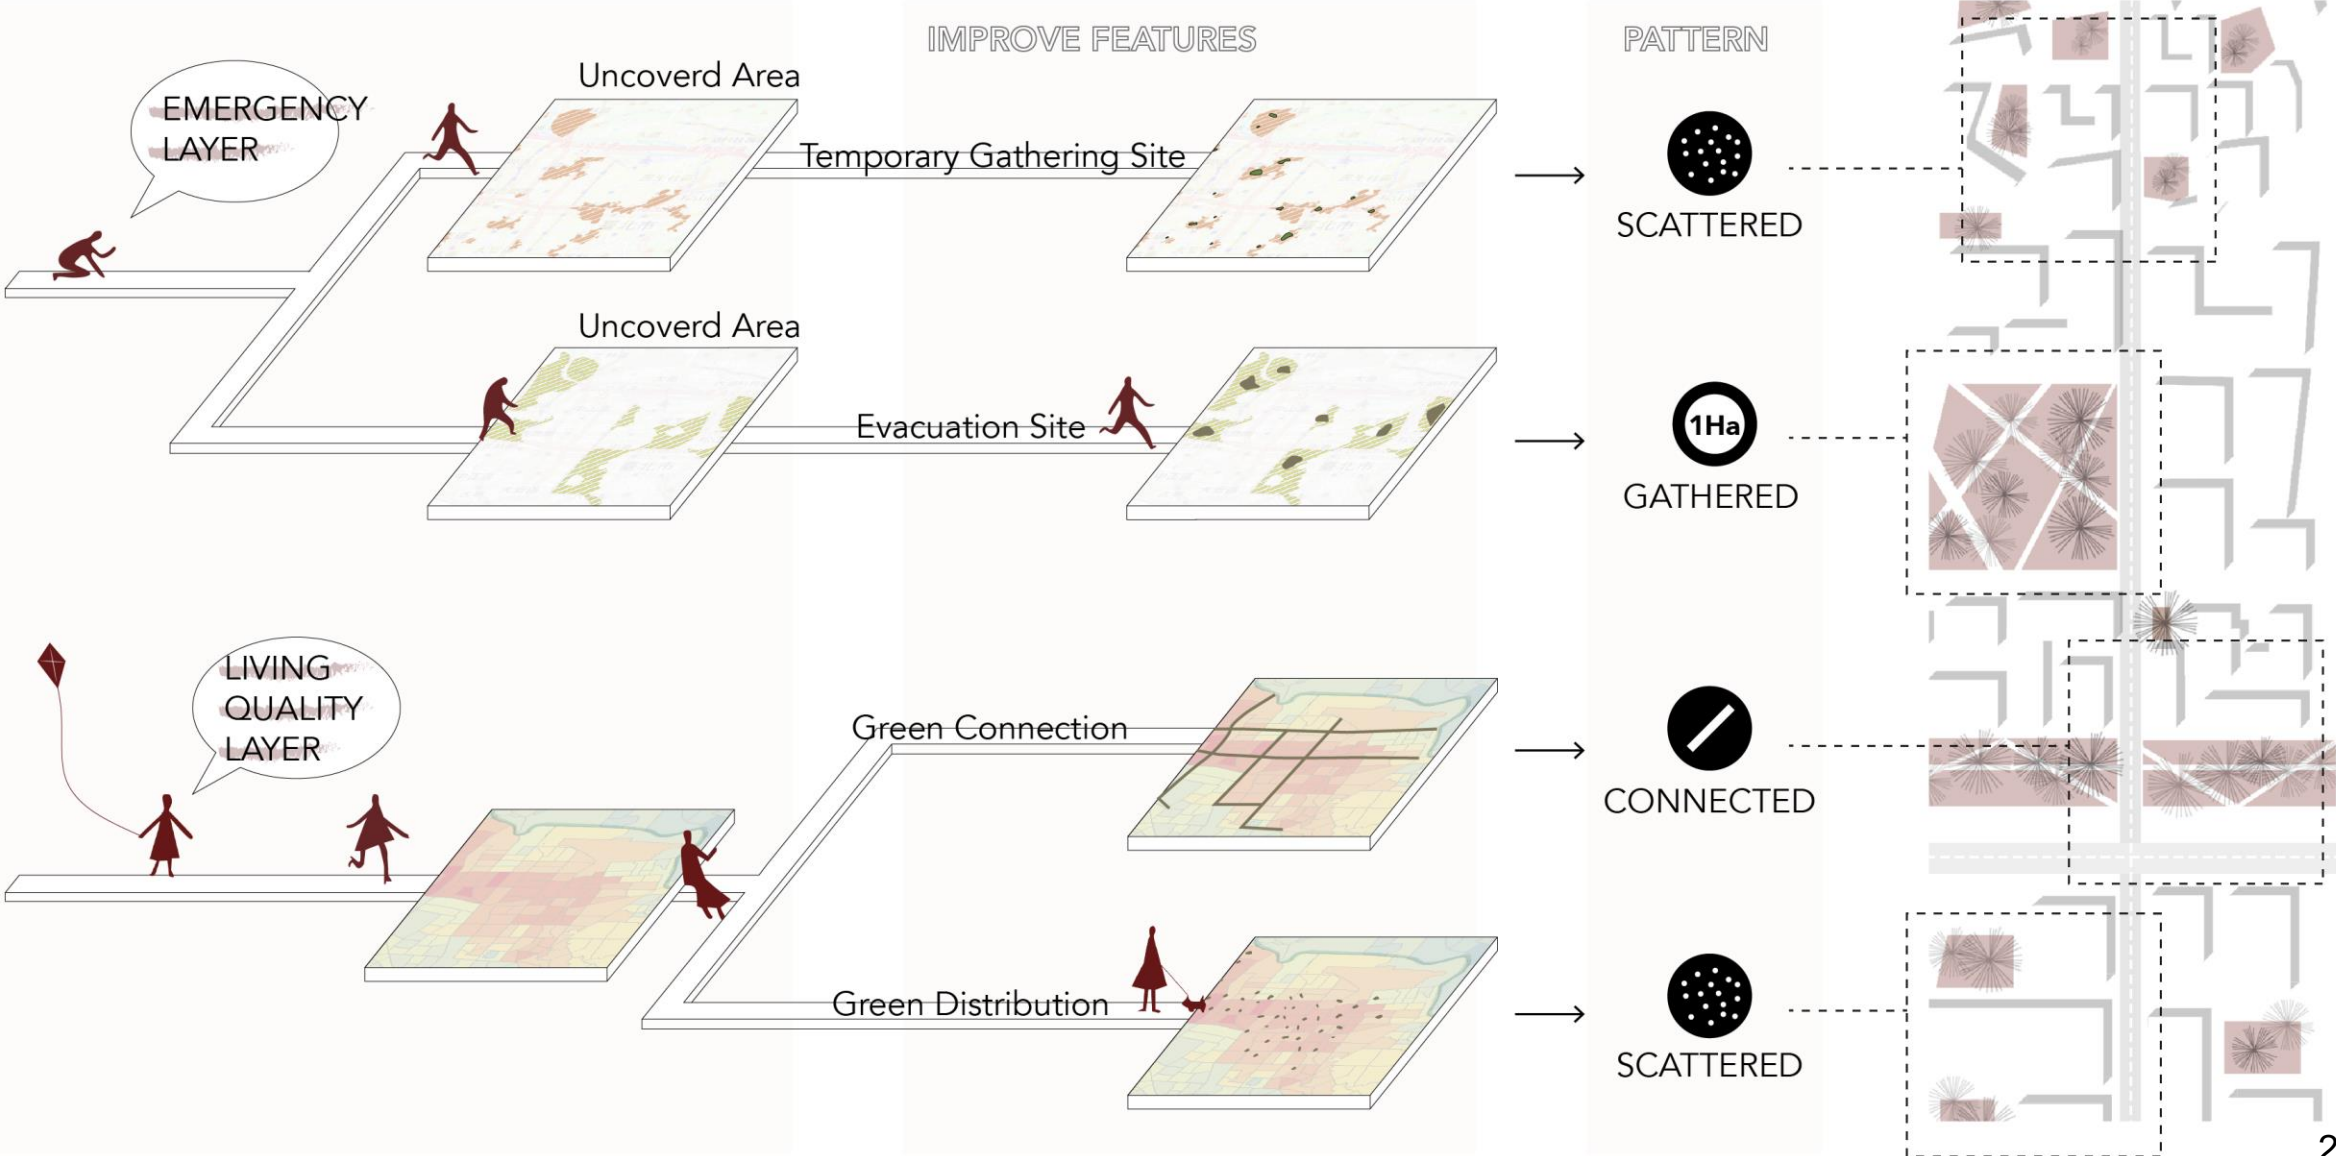 IMPROVE FEATURES
PATTERN
EMERGENCY
LAYER
Uncoverd Area
Temporary Gathering Site
SCATTERED
Uncoverd Area
Evacuation Site
1Ha
GATHERED
LIVING
QUALITY
LAYER
Green Connection
CONNECTED
Green Distribution
SCATTERED
2